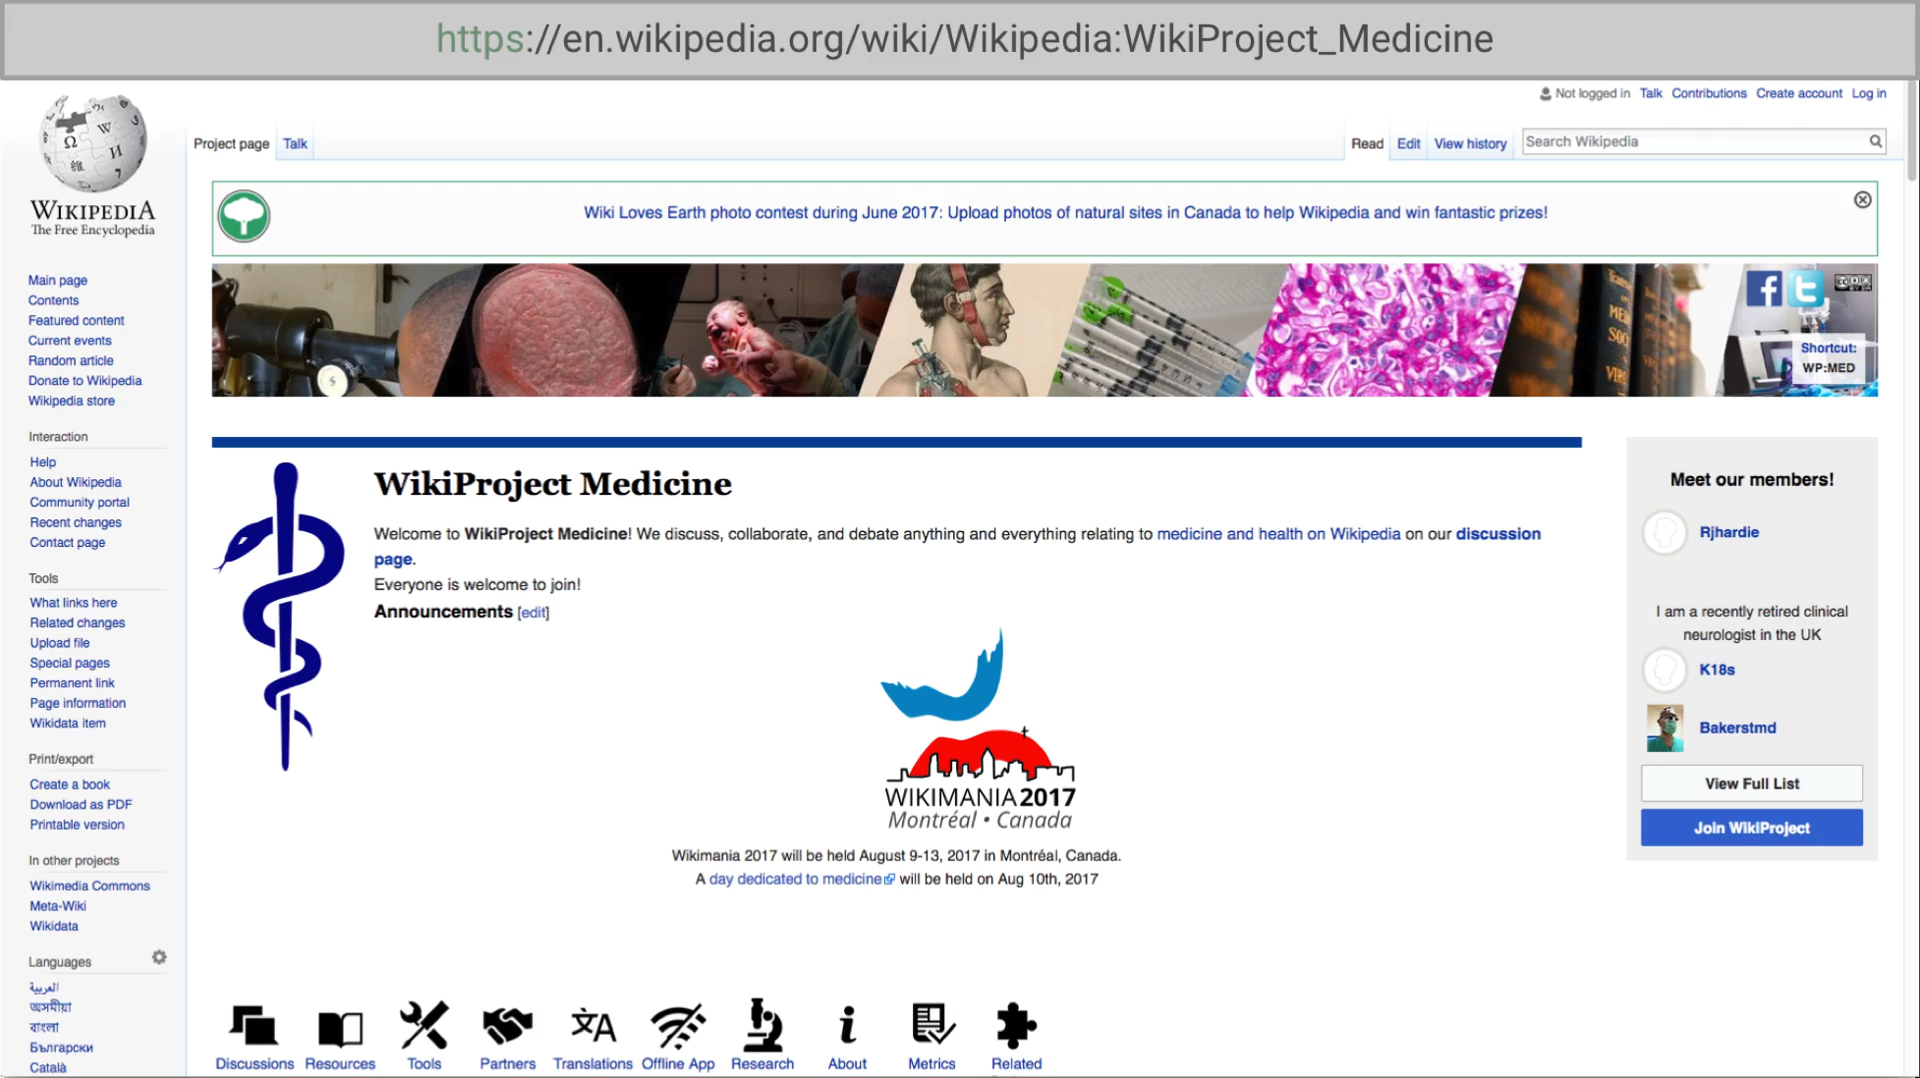 https://en.wikipedia.org/wiki/Wikipedia:WikiProject_Medicine
Not logged in Talk Contributions Create account Log in
Project page Talk
Read Edit View history
Search Wikipedia
WIKIPEDIA
The Free Encyclopedia
Wiki Loves Earth photo contest during June 2017: Upload photos of natural sites in Canada to help Wikipedia and win fantastic prizes!
Shortcut:
WP:MED
Main page
Contents
Featured content
Current events
Random article
Donate to Wikipedia
Wikipedia store
Interaction
Help
About Wikipedia
Community portal
Recent changes
Contact page
Tools
What links here
Related changes
Upload file
Special pages
Permanent link
Page information
Wikidata item
Print/export
Create a book
Download as PDF
Printable version
In other projects
Wikimedia Commons
Meta-Wiki
Wikidata
Languages
العربية
অসমীয়া
বাংলা
Български
Català
WikiProject Medicine
Welcome to WikiProject Medicine! We discuss, collaborate, and debate anything and everything relating to medicine and health on Wikipedia on our discussion
page.
Everyone is welcome to join!
Announcements [edit]
WIKIMANIA 2017
Montréal • Canada
Wikimania 2017 will be held August 9-13, 2017 in Montréal, Canada.
A day dedicated to medicine will be held on Aug 10th, 2017
Meet our members!
Rjhardie
I am a recently retired clinical
neurologist in the UK
K18s
Bakerstmd
View Full List
Join WikiProject
Discussions Resources Tools Partners Translations Offline App Research About Metrics Related